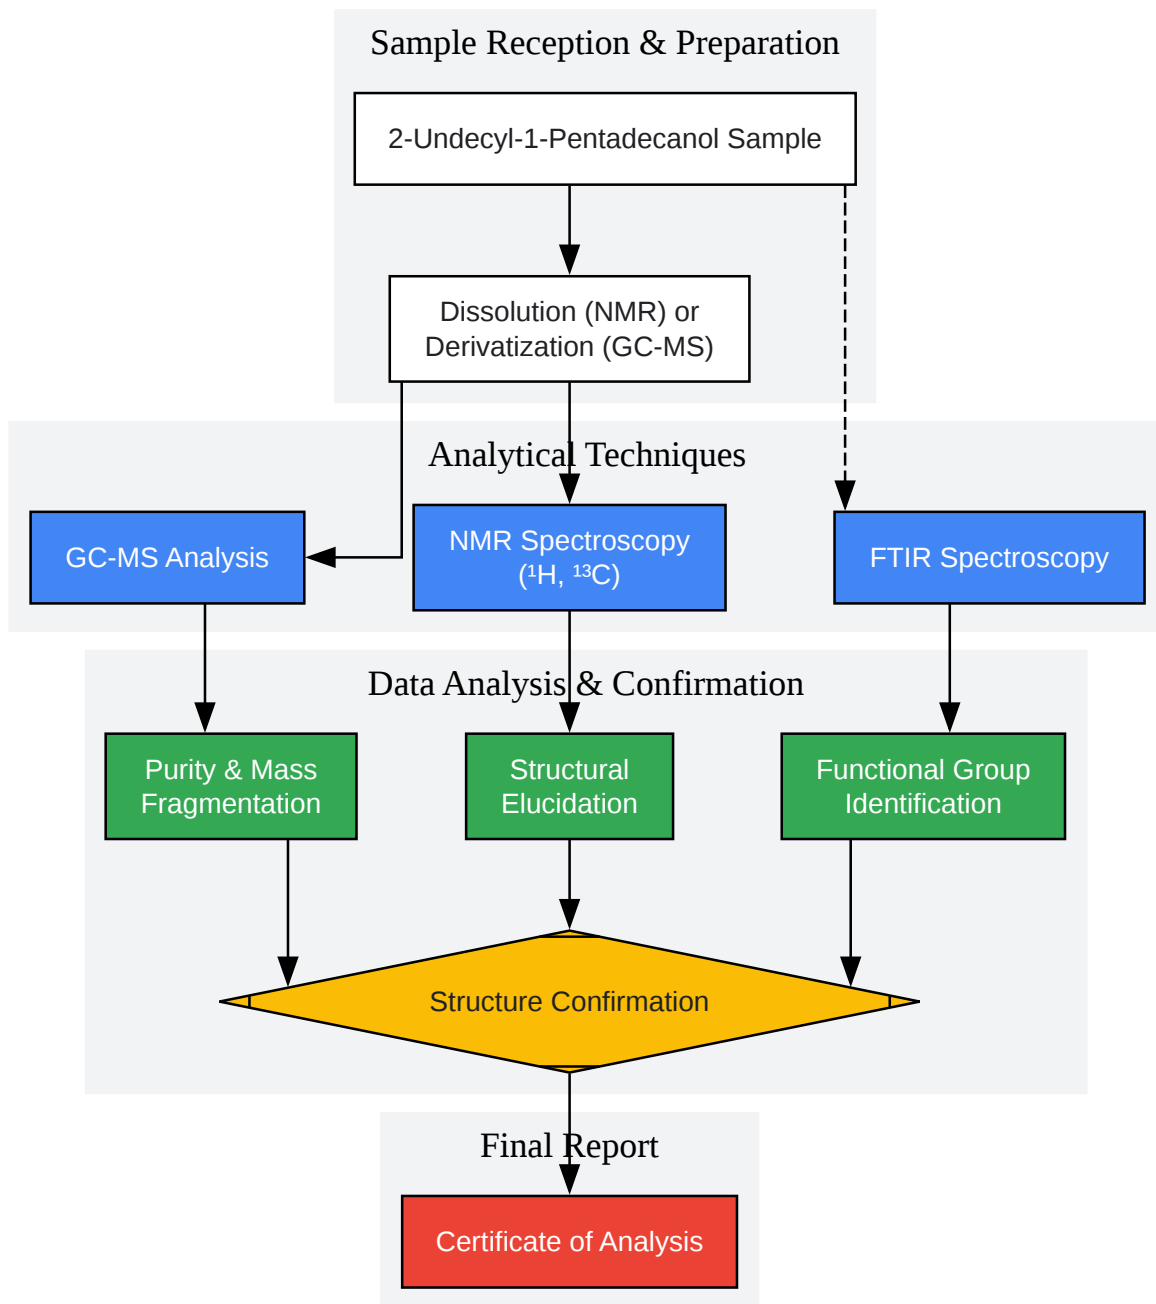 Sample Reception & Preparation
2-Undecyl-1-Pentadecanol Sample
Dissolution (NMR) or
Derivatization (GC-MS)
Analytical Techniques
GC-MS Analysis
NMR Spectroscopy
(¹H, ¹³C)
FTIR Spectroscopy
Data Analysis & Confirmation
Purity & Mass
Fragmentation
Structural
Elucidation
Functional Group
Identification
Structure Confirmation
Final Report
Certificate of Analysis